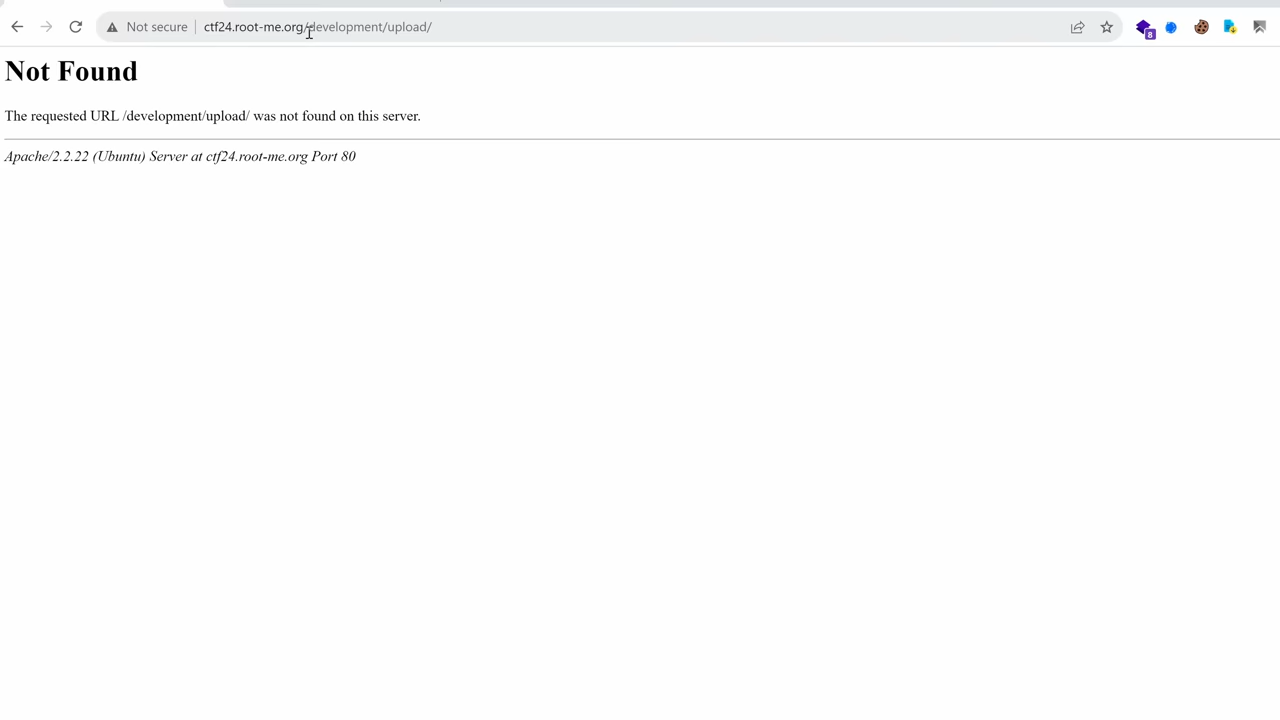 Not secure
ctf24.root-me.org/development/upload/
8
Not Found
The requested URL /development/upload/ was not found on this server.
Apache/2.2.22 (Ubuntu) Server at ctf24.root-me.org Port 80